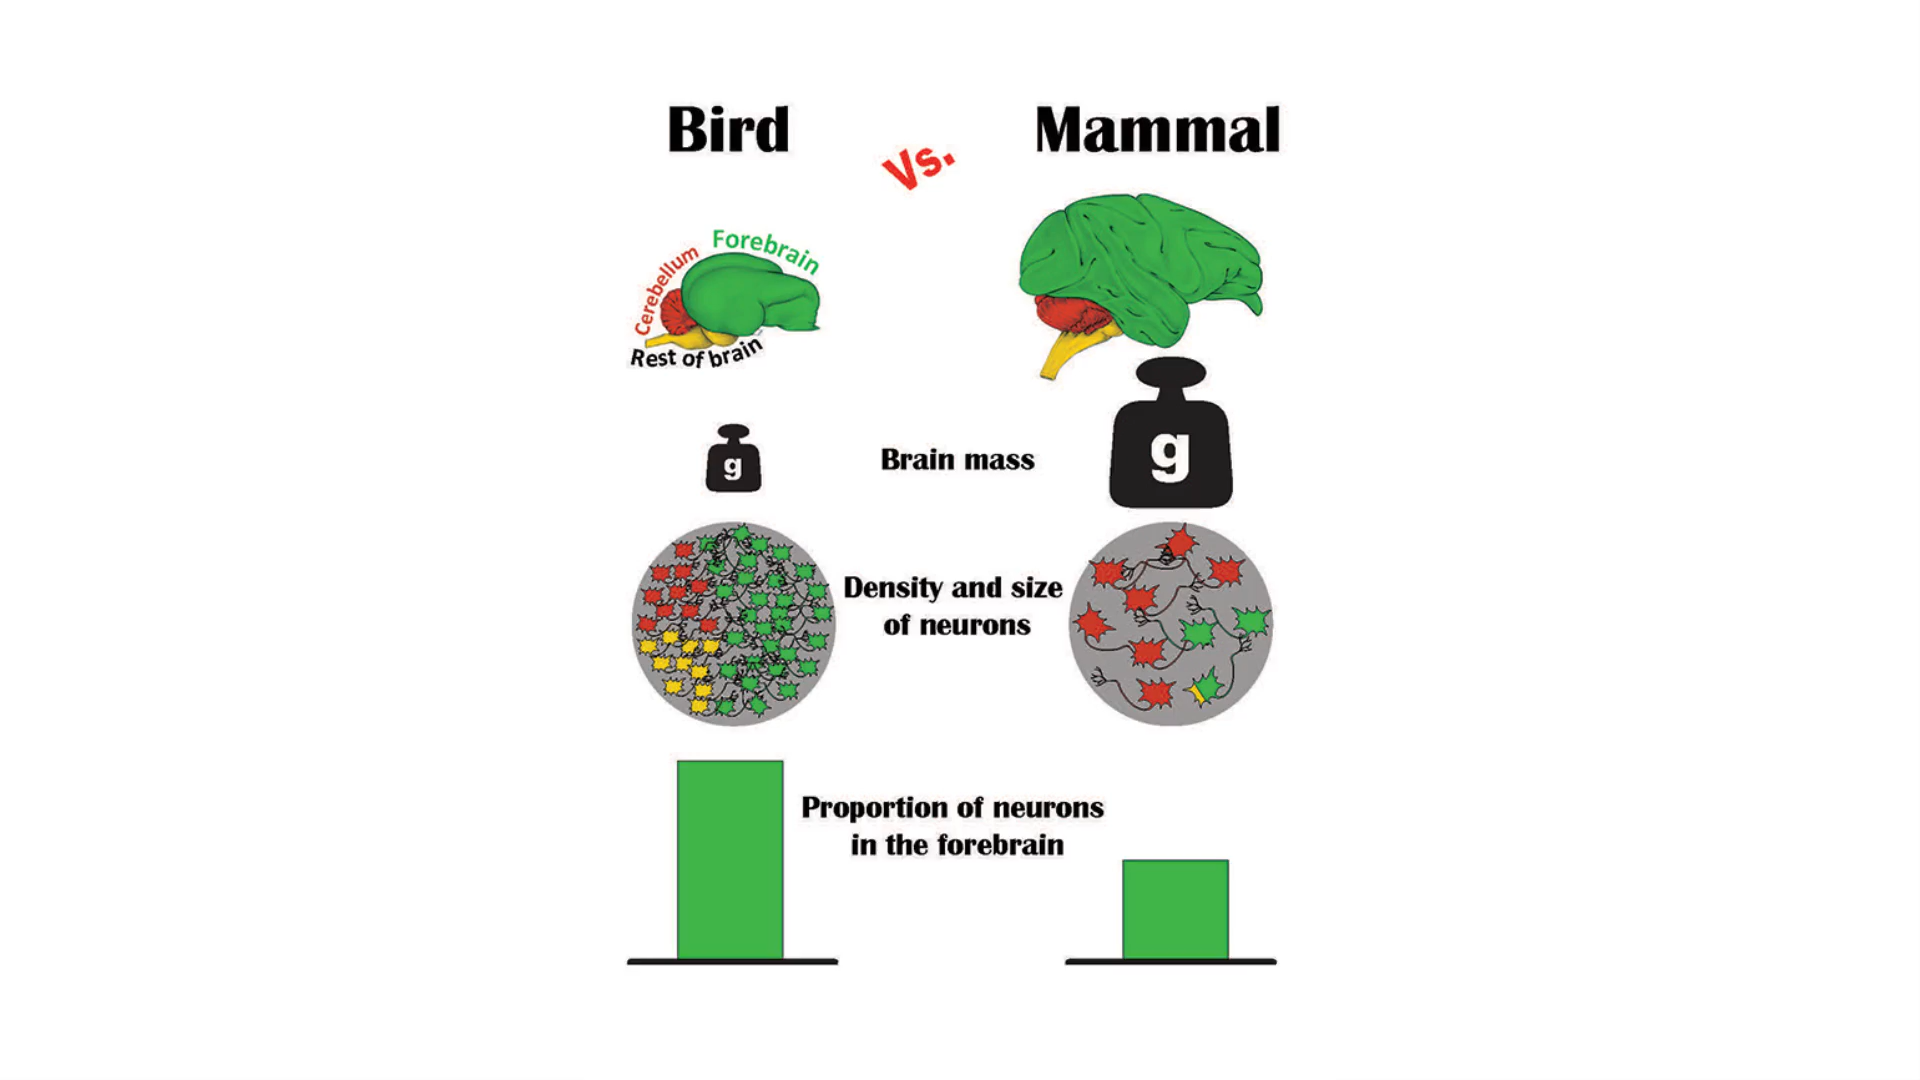 Bird
Vs.
Mammal
Forebrain
Cerebellum
Rest of brain
g
Brain mass
g
Density and size
of neurons
Proportion of neurons
in the forebrain